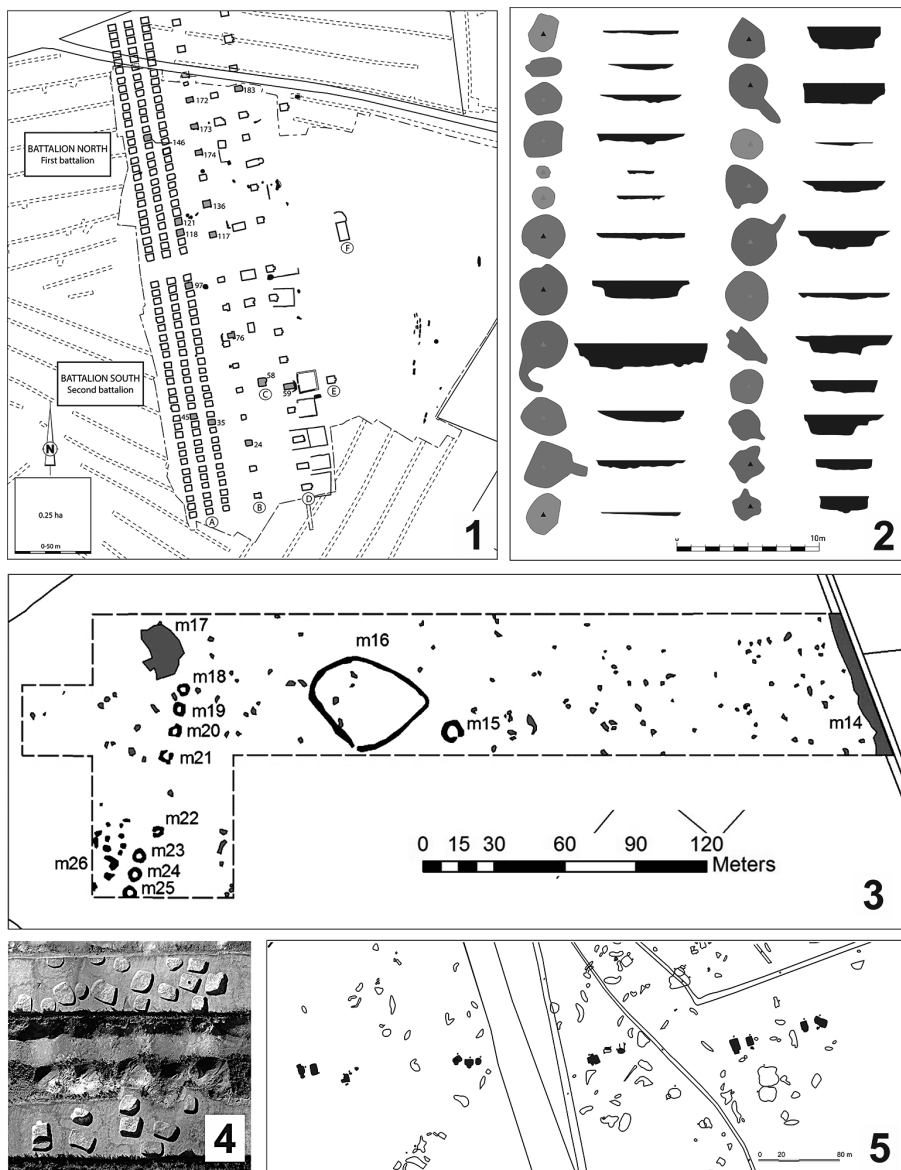 183
172
173
146
174
136
121
118
117
BATTALION NORTH
First battalion
F
97
76
BATTALION SOUTH
Second battalion
58
59
C
E
45
35
24
N
0.25 ha
0-50 m
A
B
D
1
10m
2
m17
m18
m19
m20
m21
m16
m15
m14
m22
m23
m24
m25
m26
0 15 30 60 90 120
Meters
3
4
0 20 80 m
5